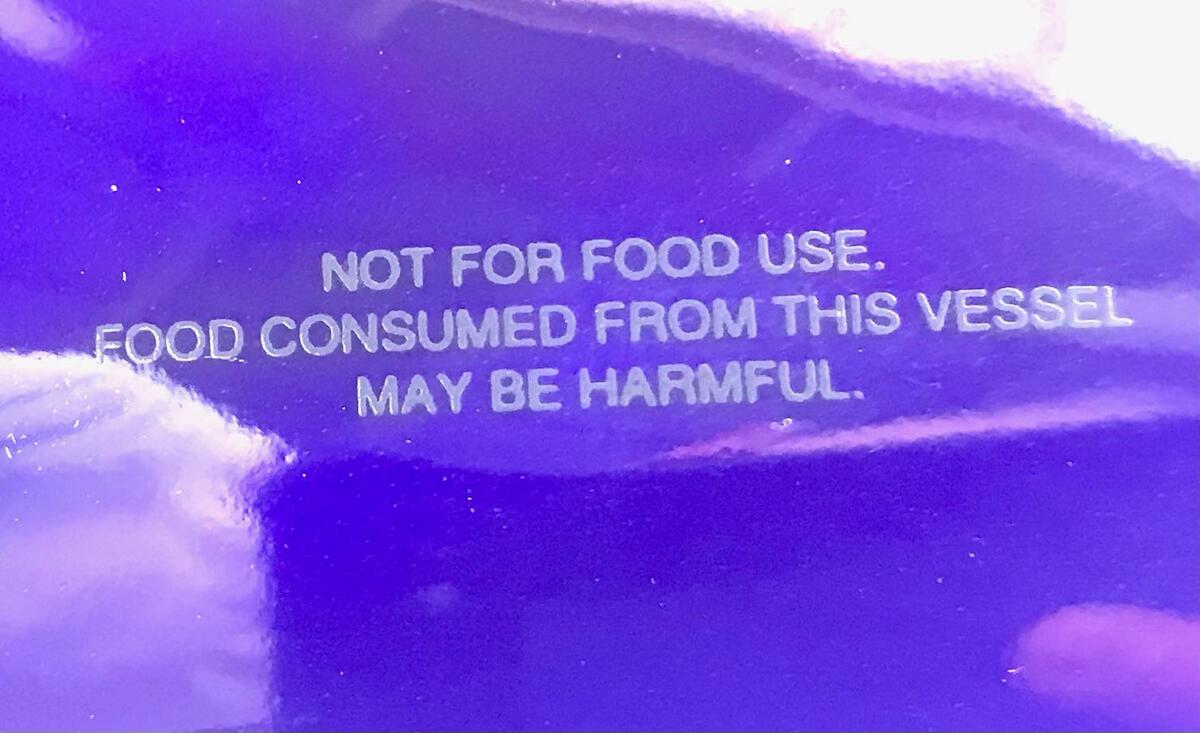 NOT FOR FOOD USE.
FOOD CONSUMED FROM THIS VESSEL
MAY BE HARMFUL.